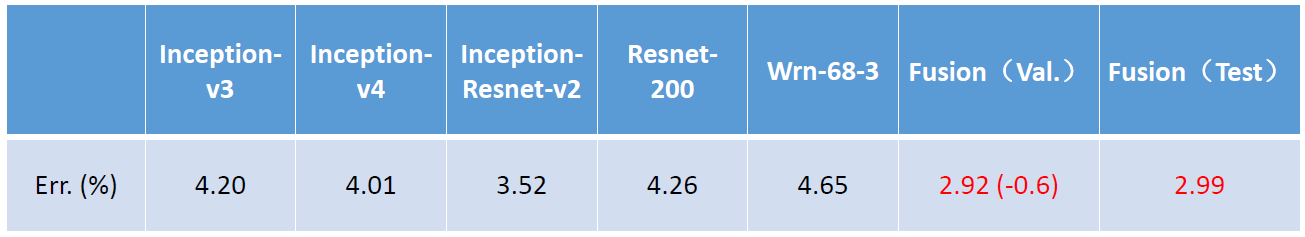 Inception-v3 Inception-v4 Inception-Resnet-v2 Resnet-200 Wrn-68-3 Fusion（Val.） Fusion（Test）
Err. (%) 4.20 4.01 3.52 4.26 4.65 2.92 (-0.6) 2.99